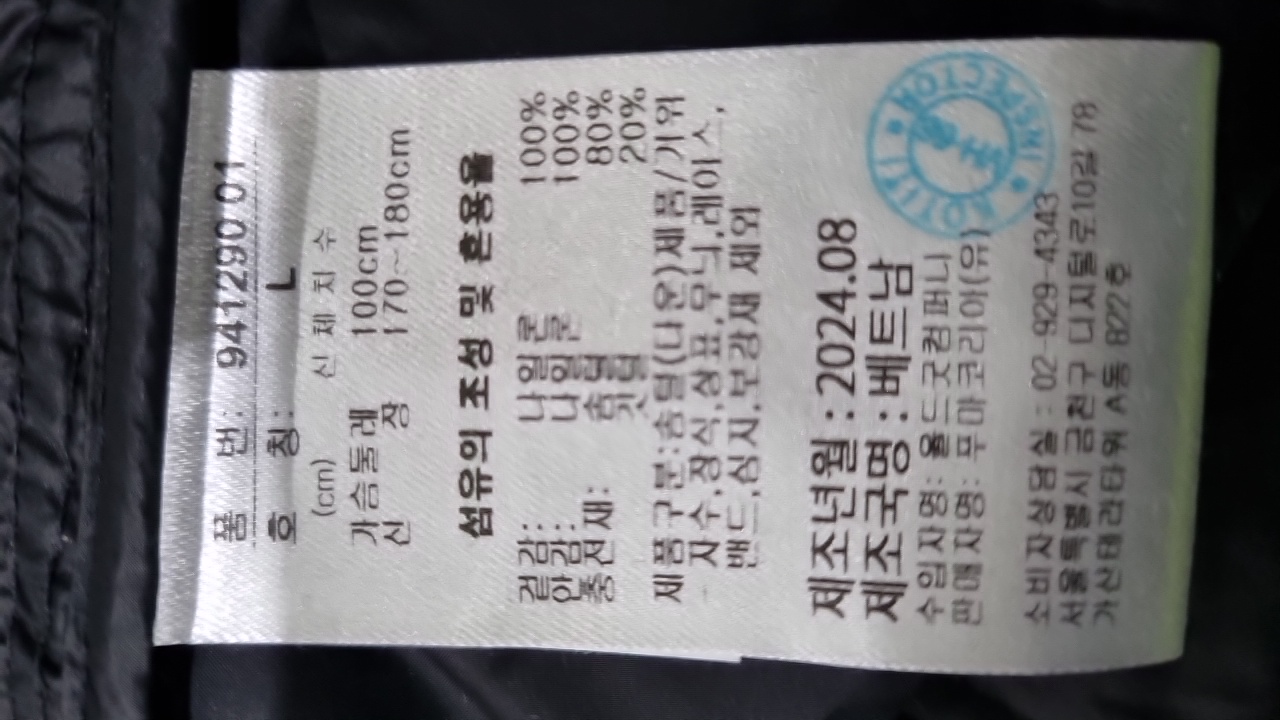 품 번: 94129001
호 칭: L
(cm) 신 체 치 수
가슴둘레 100cm
신 장 170~180cm
섬유의 조성 및 혼용율
겉감: 나일론 100%
안감: 나일론 100%
충전재: 솜털 80%
깃털 20%
제품구분:솜털(다운)제품/기위
자수,장식,상표,무늬,레이스,
밴드,심지,보강재 제외
제조년월:2024.08
제조국명:베트남
수입자명: 월드굿컴퍼니
판매자명: 푸마코리아(유)
소비자상담실: 02-929-4343
서울특별시 금천구 디지털로10길 78
가산테라타워 A동 822호
KOTITI INSPECTOR